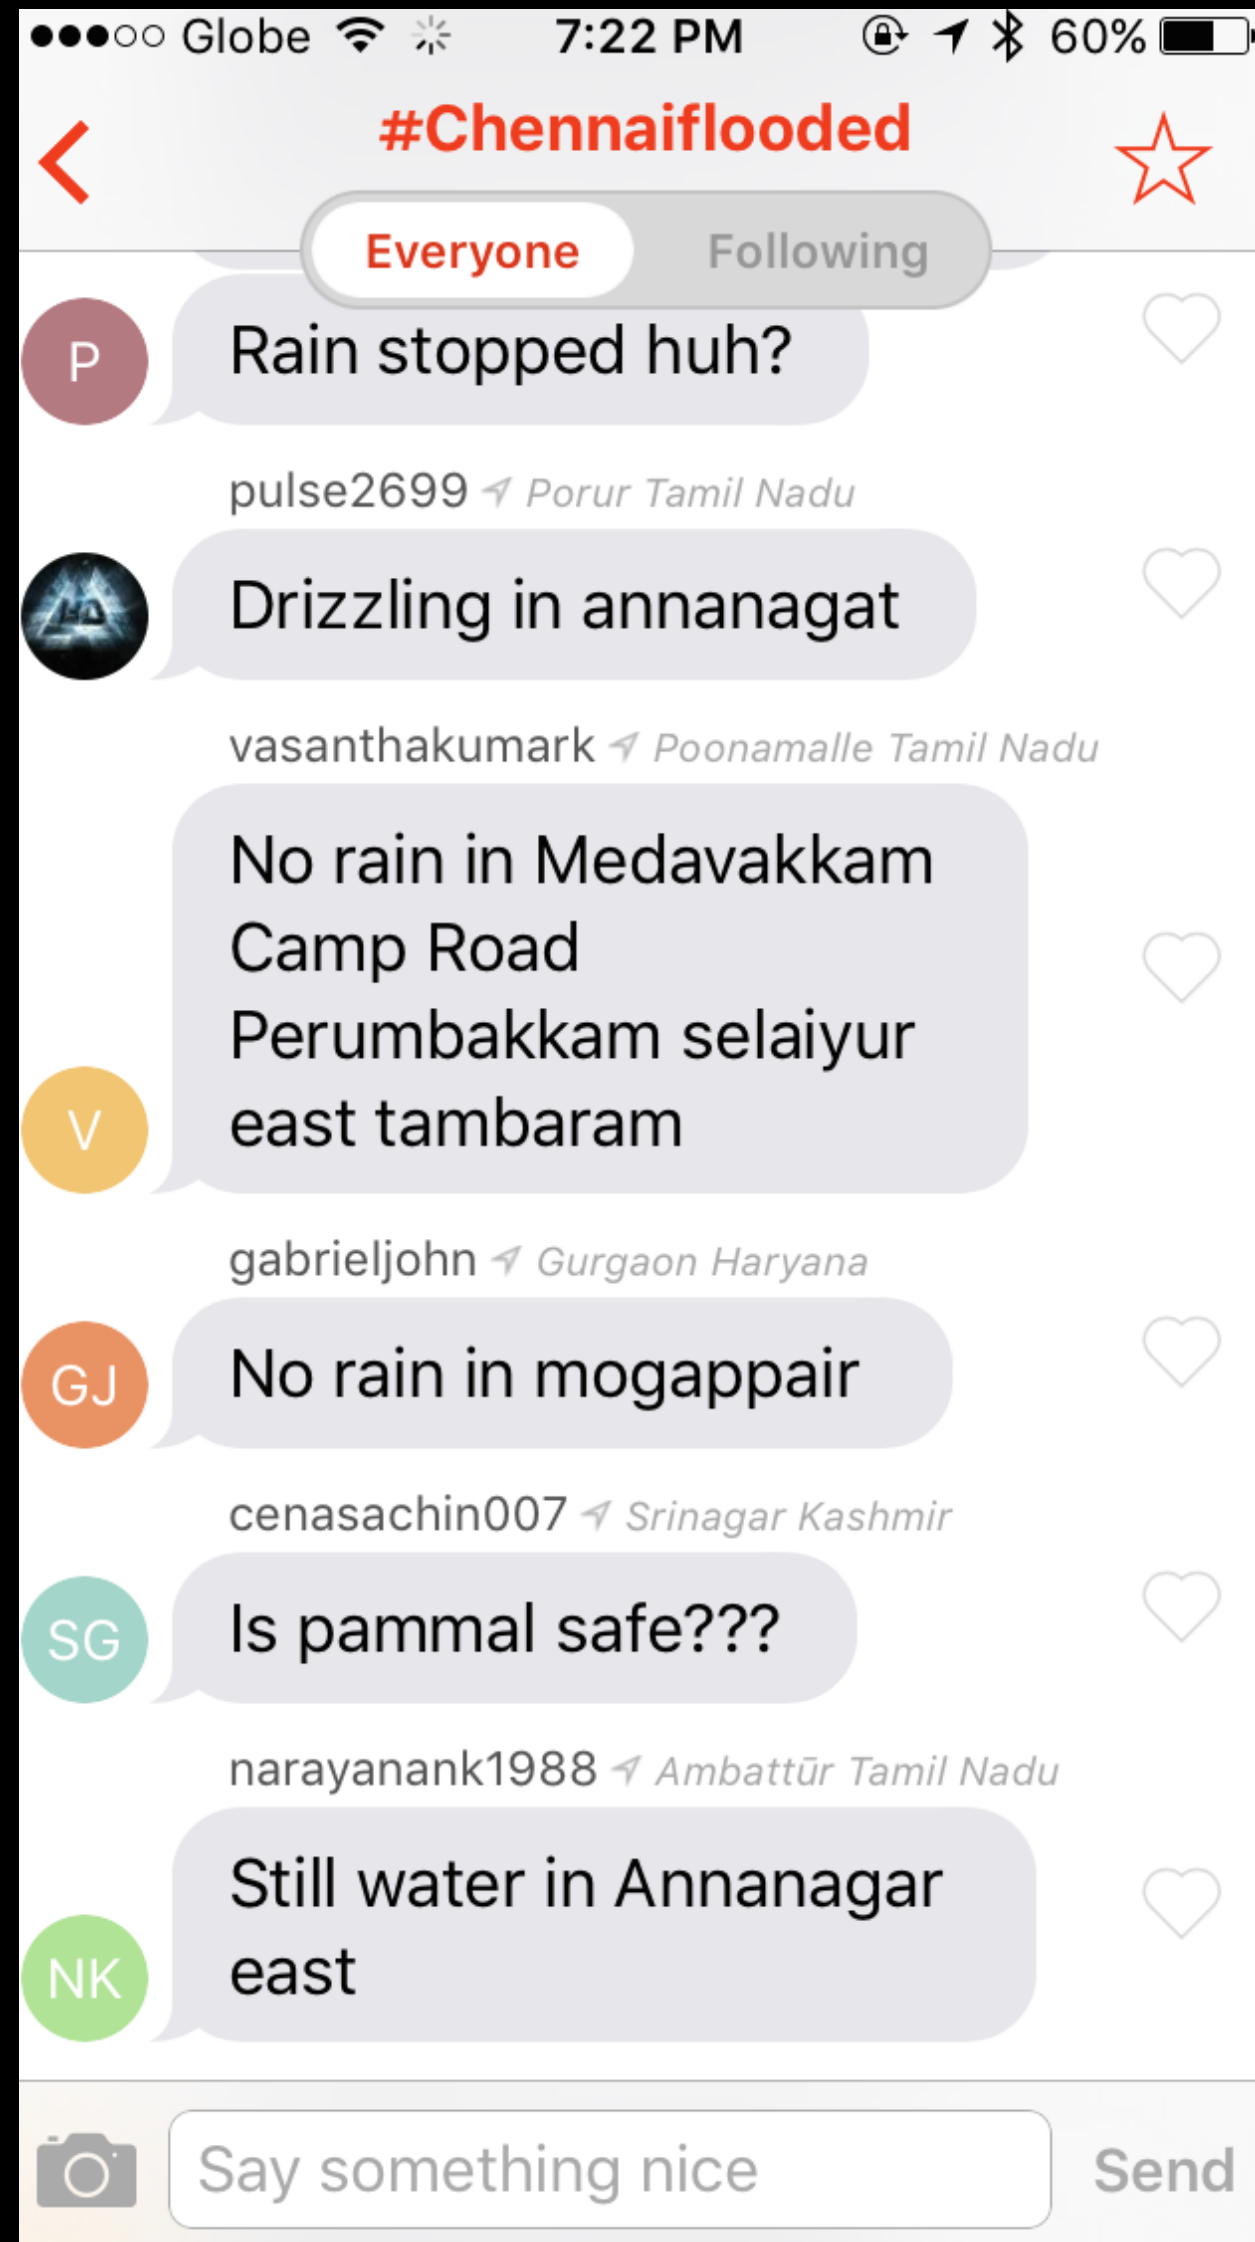 Globe 7:22 PM 60%
#Chennaiflooded
Everyone Following
P
Rain stopped huh?
pulse2699 Porur Tamil Nadu
Drizzling in annanagat
vasanthakumark Poonamalle Tamil Nadu
No rain in Medavakkam
Camp Road
Perumbakkam selaiyur
east tambaram
V
gabrieljohn Gurgaon Haryana
No rain in mogappair
GJ
cenasachin007 Srinagar Kashmir
Is pammal safe???
SG
narayanank1988 Ambattūr Tamil Nadu
Still water in Annanagar
east
NK
Say something nice Send